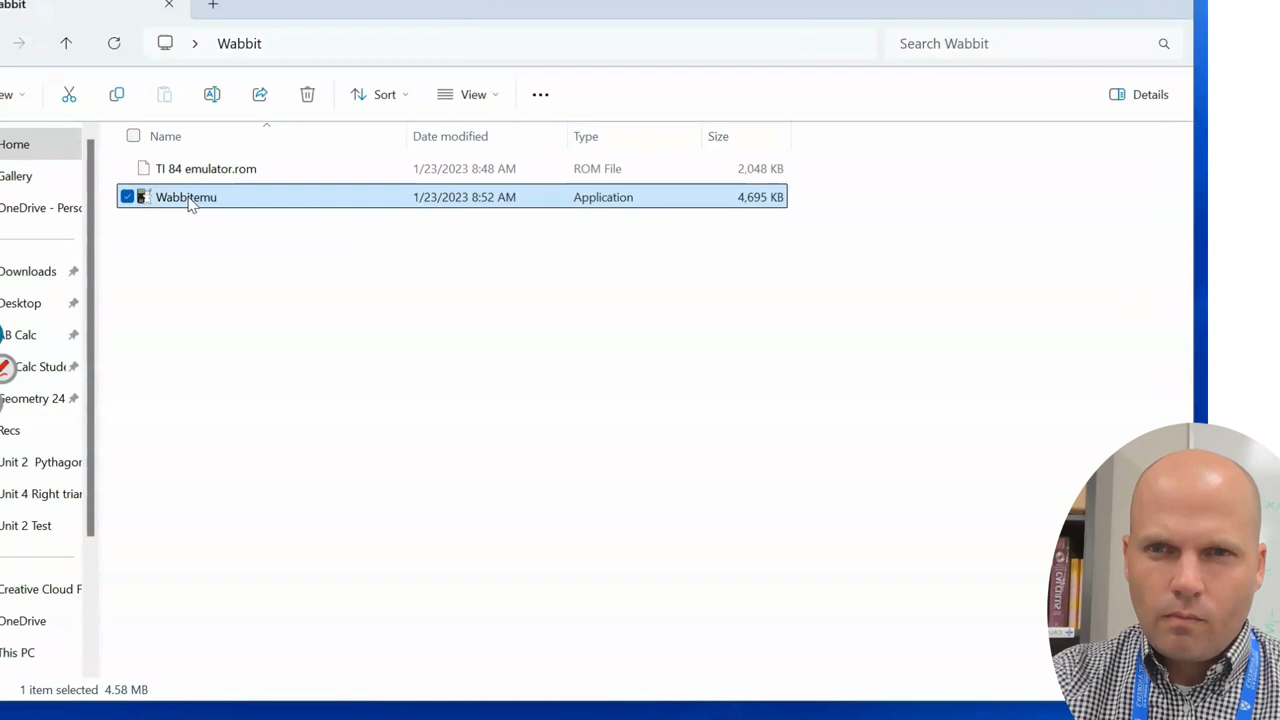 abbit
Wabbit
Search Wabbit
ew
Sort
View
Details
Name
Date modified
Type
Size
TI 84 emulator.rom
1/23/2023 8:48 AM
ROM File
2,048 KB
Wabbitemu
1/23/2023 8:52 AM
Application
4,695 KB
Home
Gallery
OneDrive - Perso
Downloads
Desktop
AB Calc
Calc Stude
Geometry 24
Recs
Unit 2 Pythagor
Unit 4 Right trian
Unit 2 Test
Creative Cloud F
OneDrive
This PC
1 item selected
4.58 MB